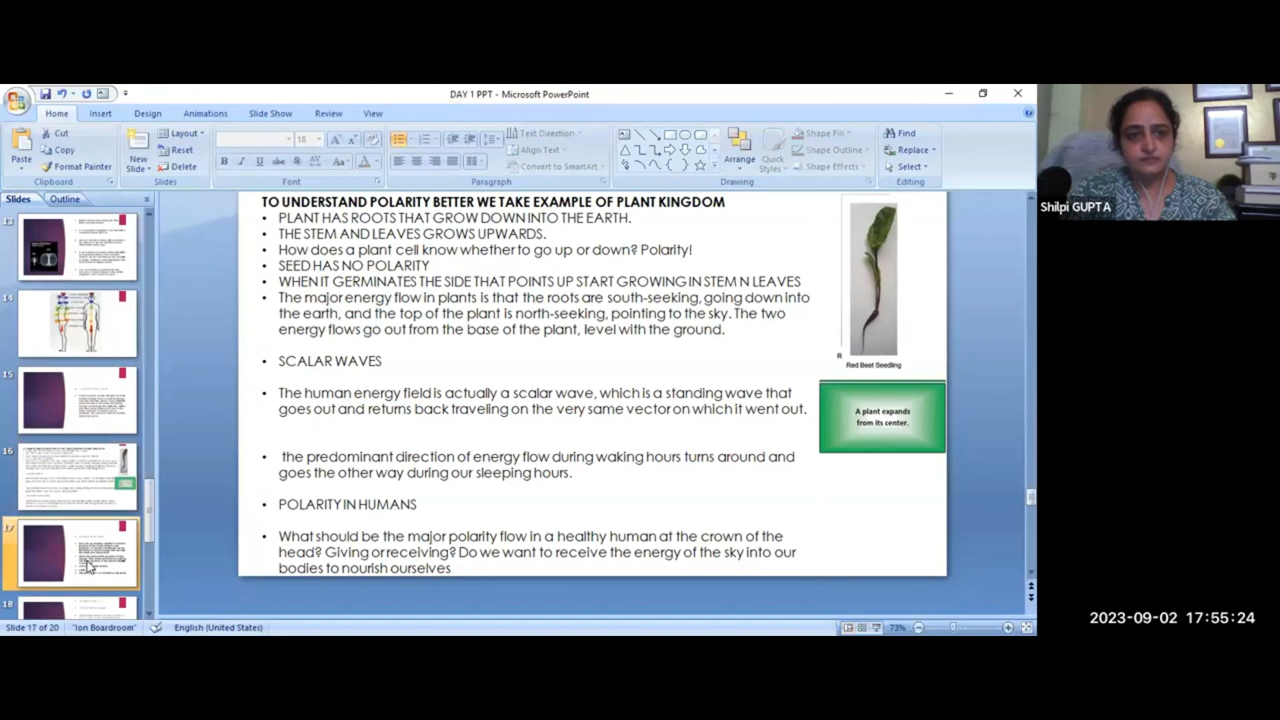 DAY 1 PPT - Microsoft PowerPoint
Home Insert Design Animations Slide Show Review View
Paste
Cut
Copy
Format Painter
Clipboard
New Slide
Layout
Reset
Delete
Slides
18
Font
Text Direction
Align Text
Convert to SmartArt
Paragraph
Arrange
Quick Styles
Shape Fill
Shape Outline
Shape Effects
Drawing
Find
Replace
Select
Editing
Slides Outline
13
14
15
16
17
18
TO UNDERSTAND POLARITY BETTER WE TAKE EXAMPLE OF PLANT KINGDOM
• PLANT HAS ROOTS THAT GROW DOWN INTO THE EARTH.
• THE STEM AND LEAVES GROWS UPWARDS.
• How does a plant cell know whether to go up or down? Polarity!
• SEED HAS NO POLARITY
• WHEN IT GERMINATES THE SIDE THAT POINTS UP START GROWING IN STEM N LEAVES
• The major energy flow in plants is that the roots are south-seeking, going down into
the earth, and the top of the plant is north-seeking, pointing to the sky. The two
energy flows go out from the base of the plant, level with the ground.
• SCALAR WAVES
• The human energy field is actually a scalar wave, which is a standing wave that
goes out and returns back traveling on the very same vector on which it went out.
• the predominant direction of energy flow during waking hours turns around and
goes the other way during our sleeping hours.
• POLARITY IN HUMANS
• What should be the major polarity flow in a healthy human at the crown of the
head? Giving or receiving? Do we want to receive the energy of the sky into our
bodies to nourish ourselves
R
Red Beet Seedling
A plant expands
from its center.
Slide 17 of 20 "Ion Boardroom" English (United States) 73%
Shilpi GUPTA
2023-09-02 17:55:24